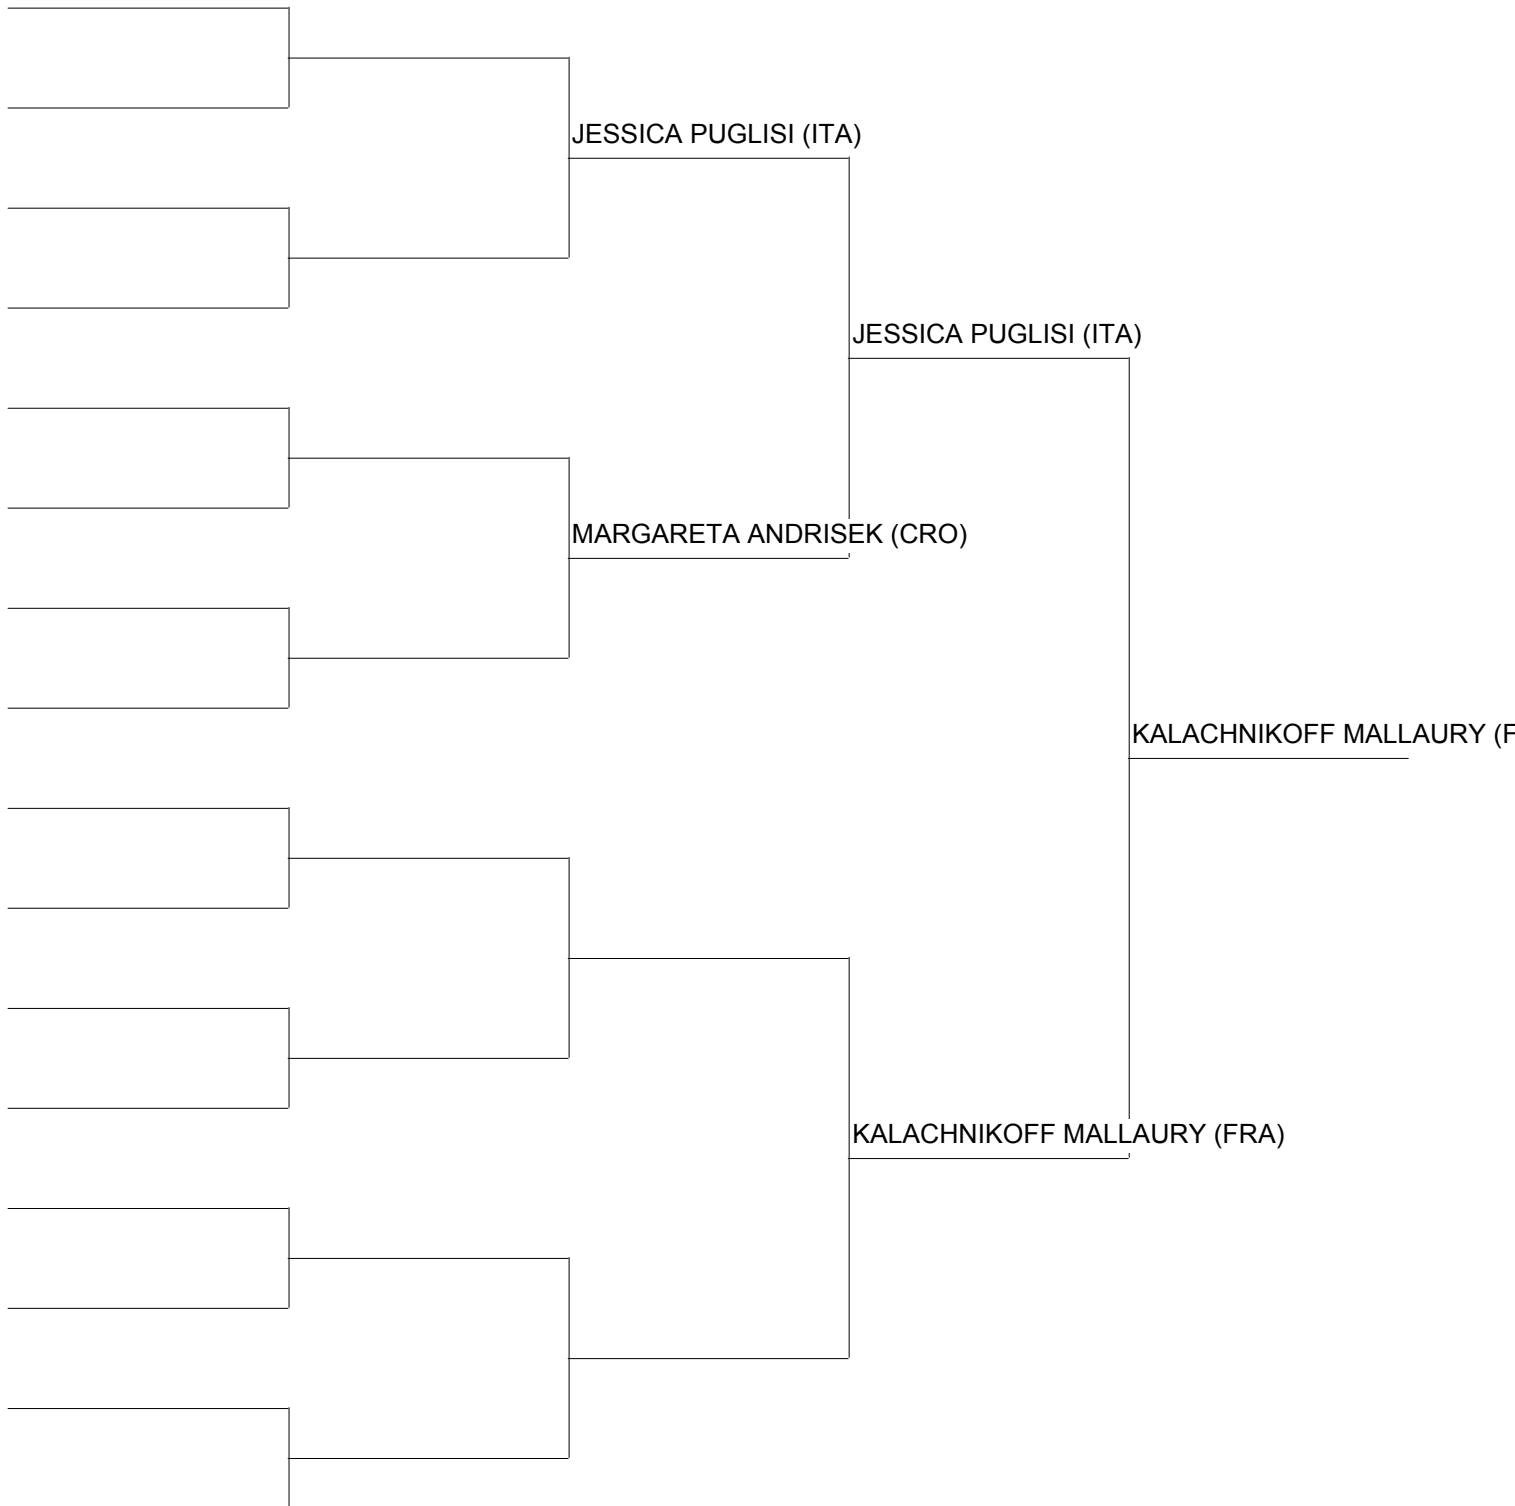 JESSICA PUGLISI (ITA)
JESSICA PUGLISI (ITA)
MARGARETA ANDRISEK (CRO)
KALACHNIKOFF MALLAURY (F
KALACHNIKOFF MALLAURY (FRA)